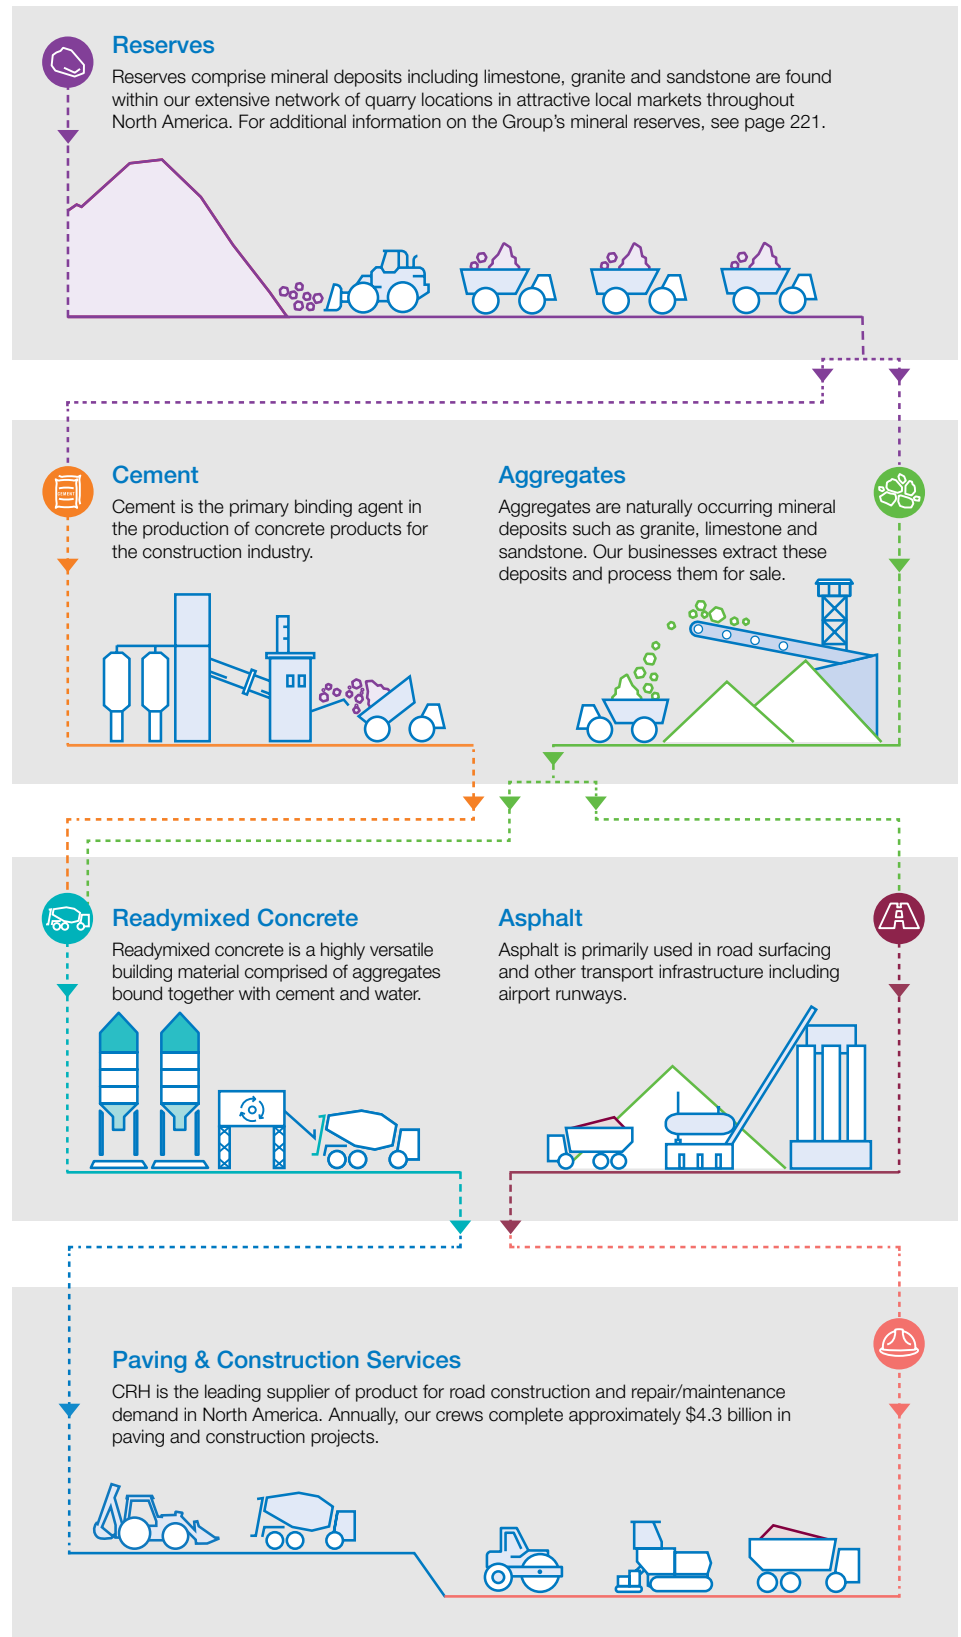 Reserves
Reserves comprise mineral deposits including limestone, granite and sandstone are found
within our extensive network of quarry locations in attractive local markets throughout
North America. For additional information on the Group’s mineral reserves, see page 221.
CEMENT
Cement
Cement is the primary binding agent in
the production of concrete products for
the construction industry.
Aggregates
Aggregates are naturally occurring mineral
deposits such as granite, limestone and
sandstone. Our businesses extract these
deposits and process them for sale.
Readymixed Concrete
Readymixed concrete is a highly versatile
building material comprised of aggregates
bound together with cement and water.
Asphalt
Asphalt is primarily used in road surfacing
and other transport infrastructure including
airport runways.
Paving & Construction Services
CRH is the leading supplier of product for road construction and repair/maintenance
demand in North America. Annually, our crews complete approximately $4.3 billion in
paving and construction projects.